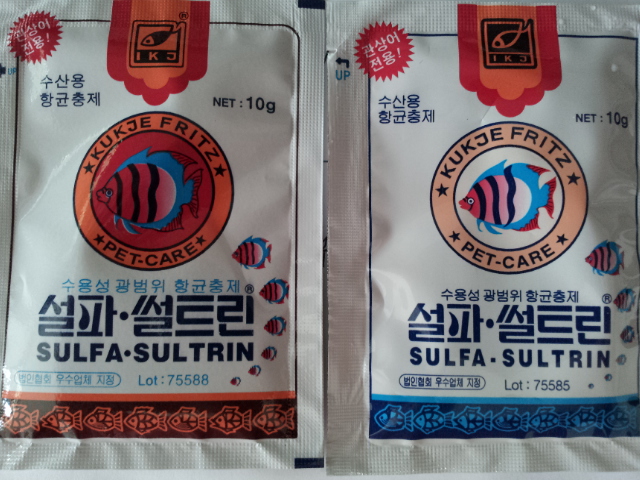 관상어
전용!
IKJ
®
UP
수산용
항균충제
NET : 10g
★ KUKJE FRITZ ★
PET-CARE
수용성 광범위 항균충제
설파·썰트린®
SULFA·SULTRIN
법인협회 우수업체 지정
Lot : 75588
관상어
전용!
IKJ
UP
수산용
항균충제
NET : 10g
★ KUKJE FRITZ ★
PET-CARE
수용성 광범위 항균충제
설파·썰트린®
SULFA·SULTRIN
법인협회 우수업체 지정
Lot : 75585